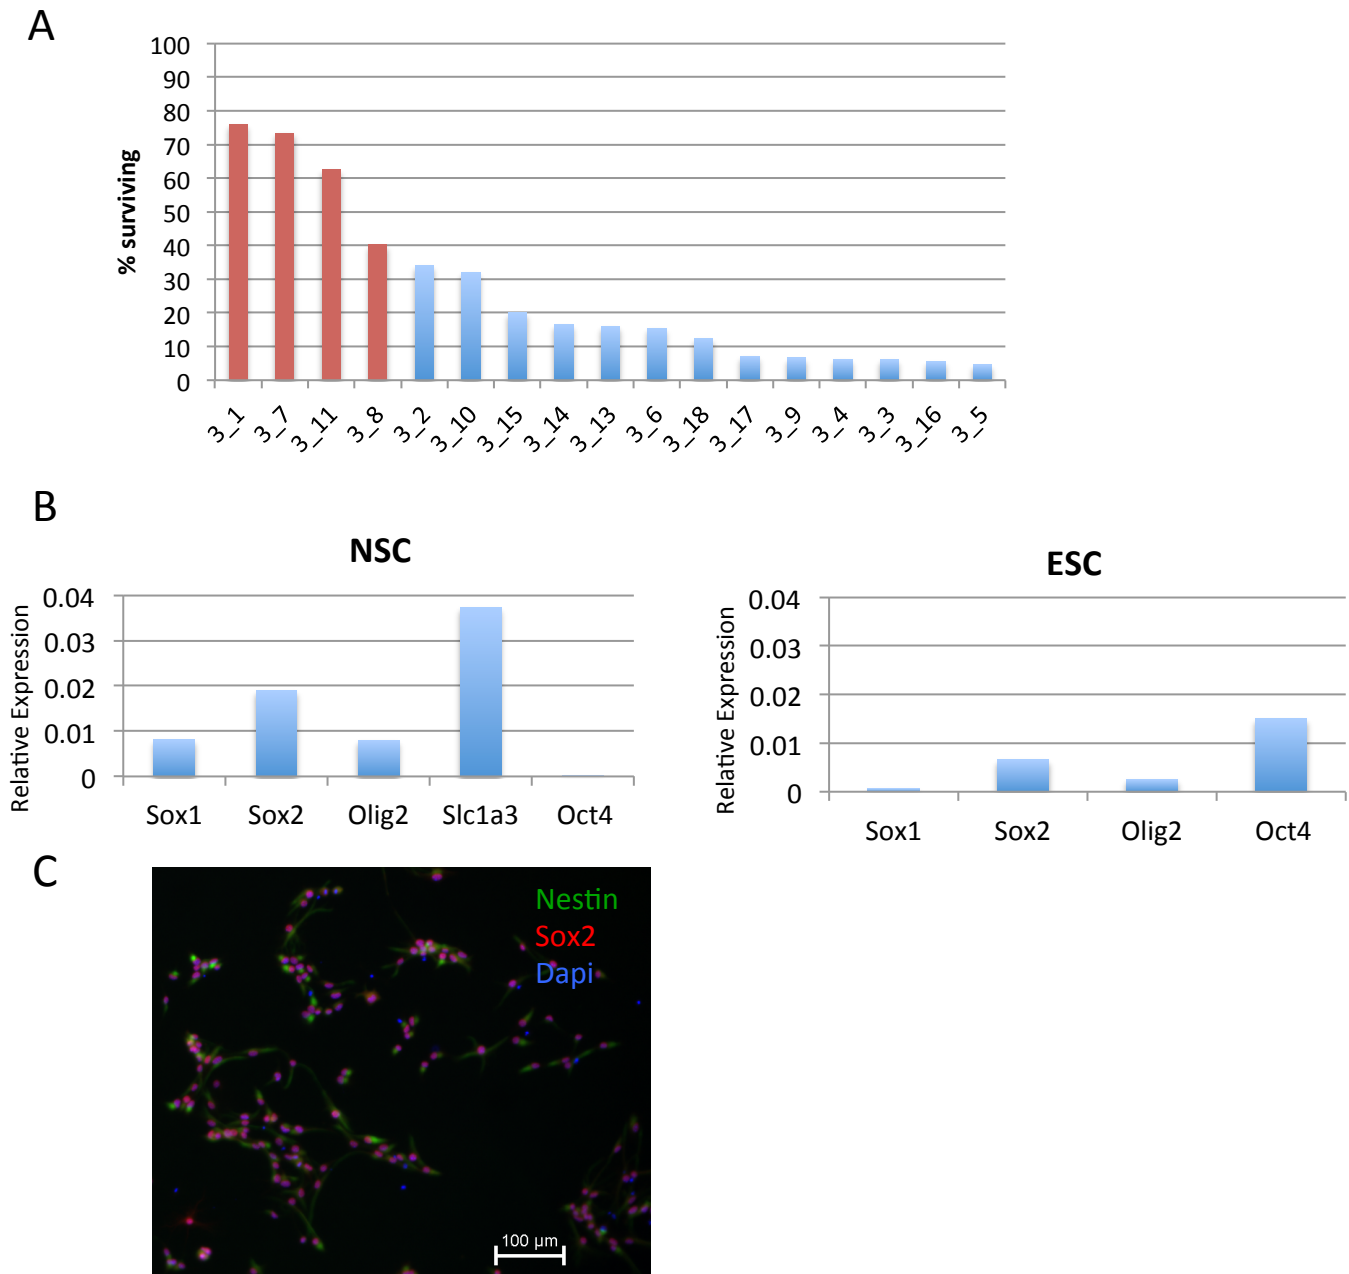 A
100
90
80
70
60
50
40
30
20
10
0
% surviving
3_1 3_7 3_11 3_8 3_2 3_10 3_15 3_14 3_13 3_6 3_18 3_17 3_9 3_4 3_3 3_16 3_5
B
NSC
0.04
0.03
0.02
0.01
0
Relative Expression
Sox1 Sox2 Olig2 Slc1a3 Oct4
ESC
0.04
0.03
0.02
0.01
0
Relative Expression
Sox1 Sox2 Olig2 Oct4
C
Nestin
Sox2
Dapi
100 µm